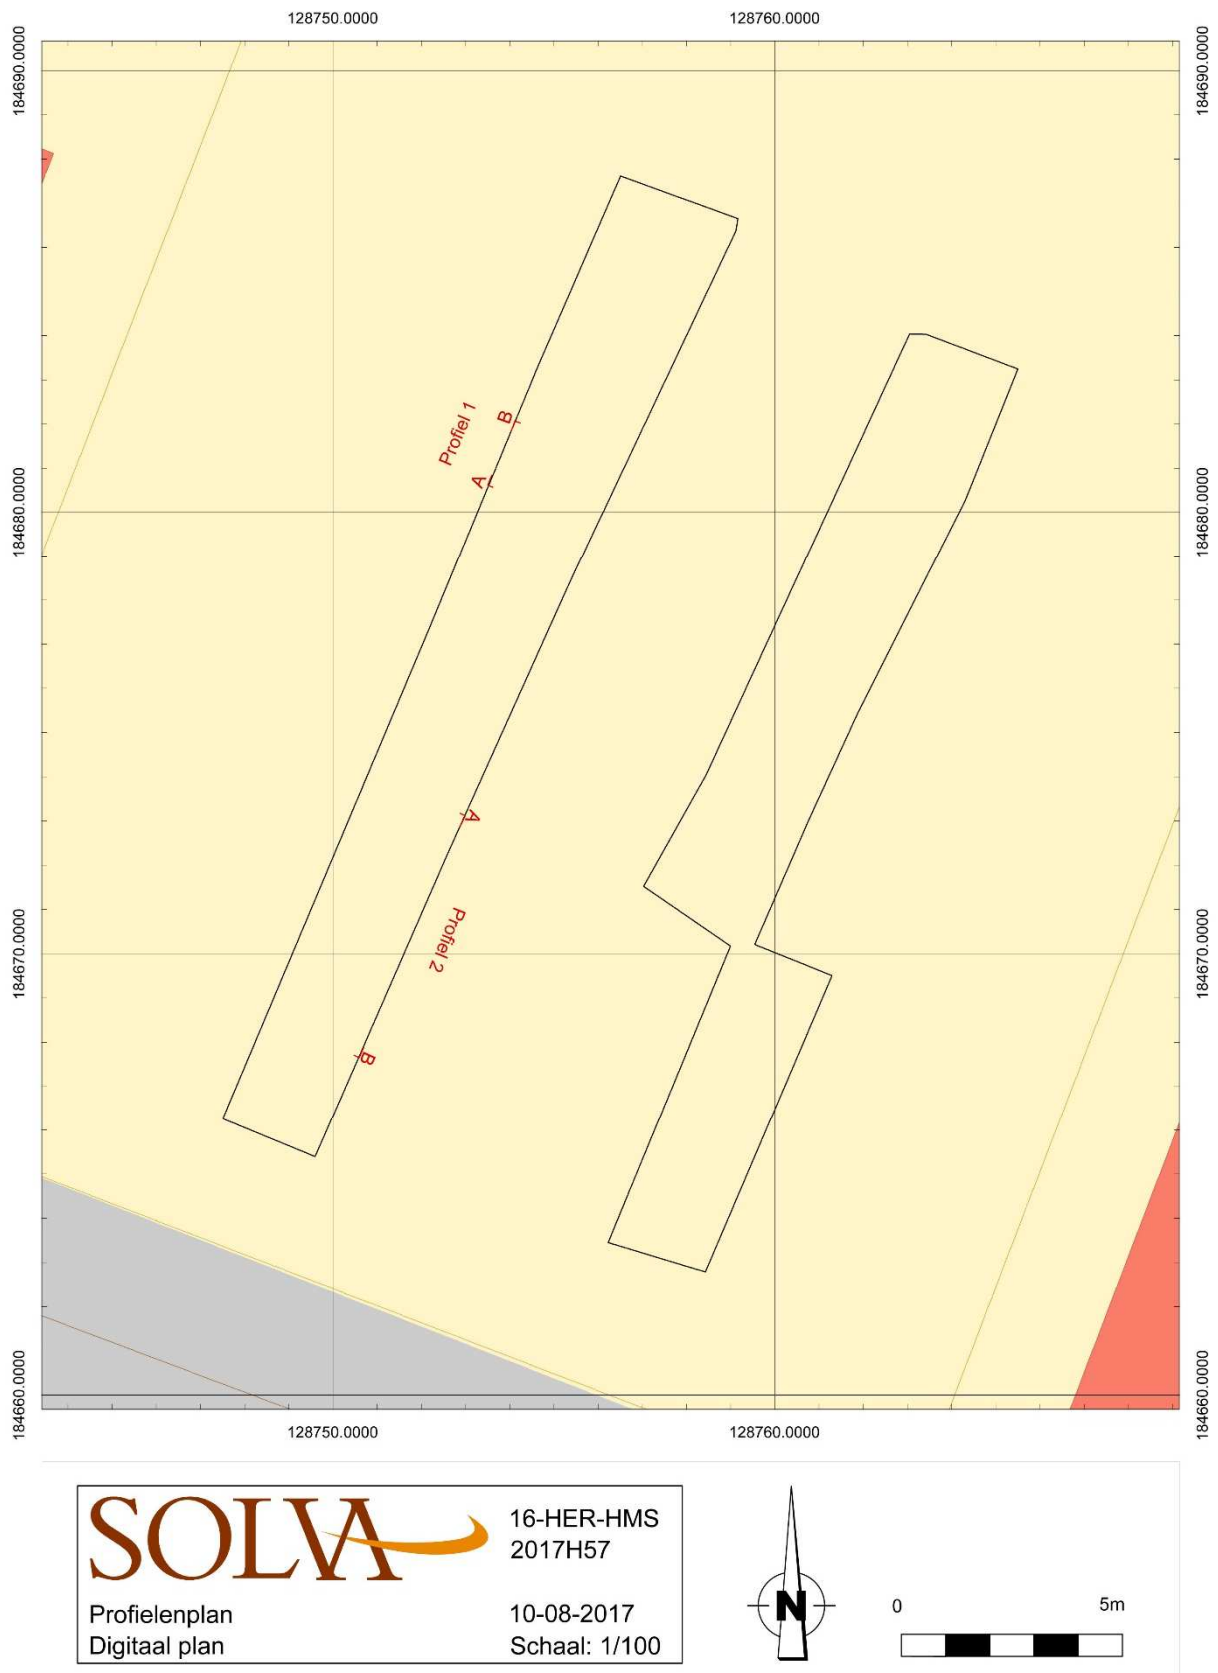 128750.0000
128760.0000
184690.0000
184690.0000
Profiel 1
B
A
184680.0000
184680.0000
A
Profiel 2
184670.0000
184670.0000
B
184660.0000
184660.0000
128750.0000
128760.0000
SOLVA
16-HER-HMS
2017H57
Profielenplan
10-08-2017
Digitaal plan
Schaal: 1/100
N
0
5m